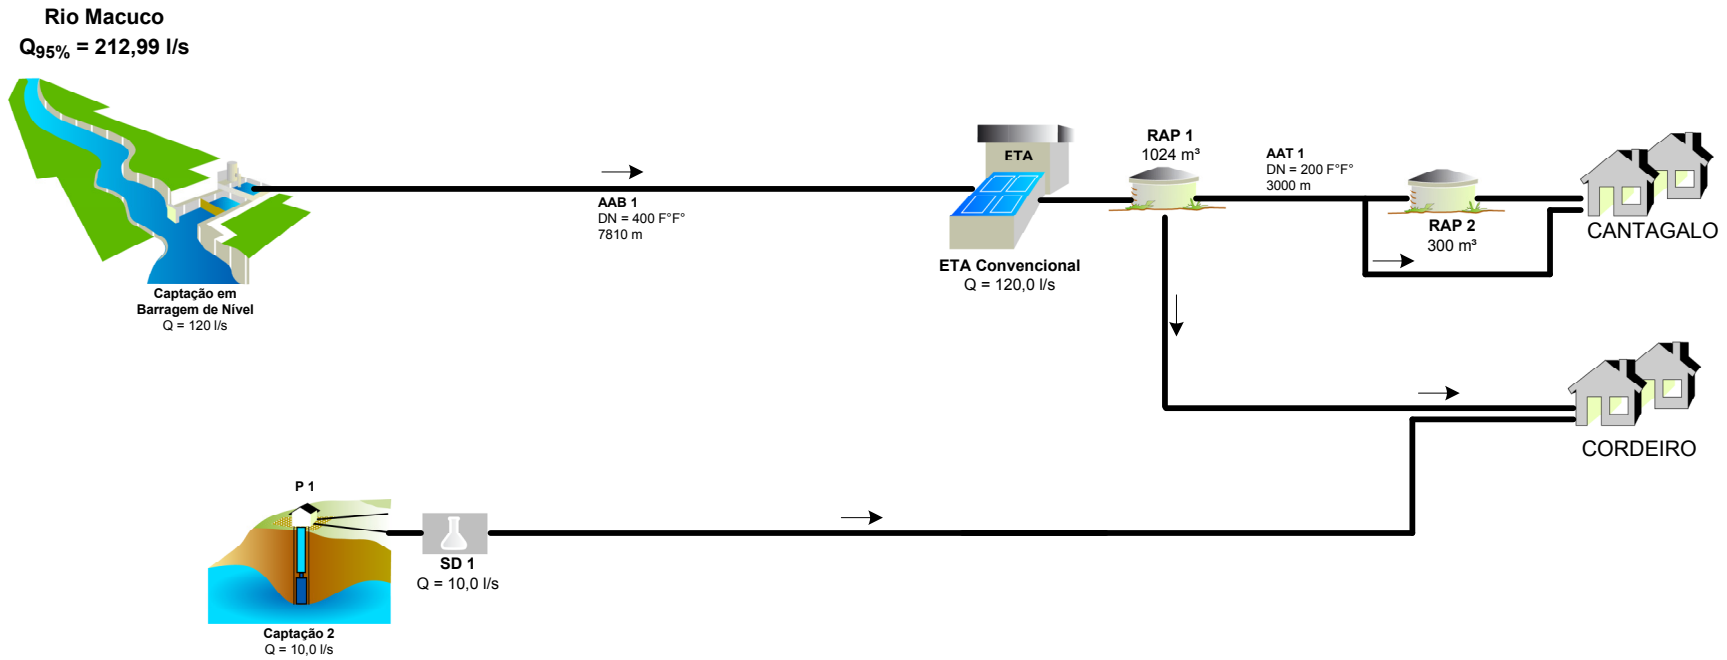 Rio Macuco
Q95% = 212,99 l/s
Captação em
Barragem de Nível
Q = 120 l/s
AAB 1
DN = 400 F°F°
7810 m
ETA
ETA Convencional
Q = 120,0 l/s
RAP 1
1024 m³
AAT 1
DN = 200 F°F°
3000 m
RAP 2
300 m³
CANTAGALO
CORDEIRO
P 1
Captação 2
Q = 10,0 l/s
SD 1
Q = 10,0 l/s